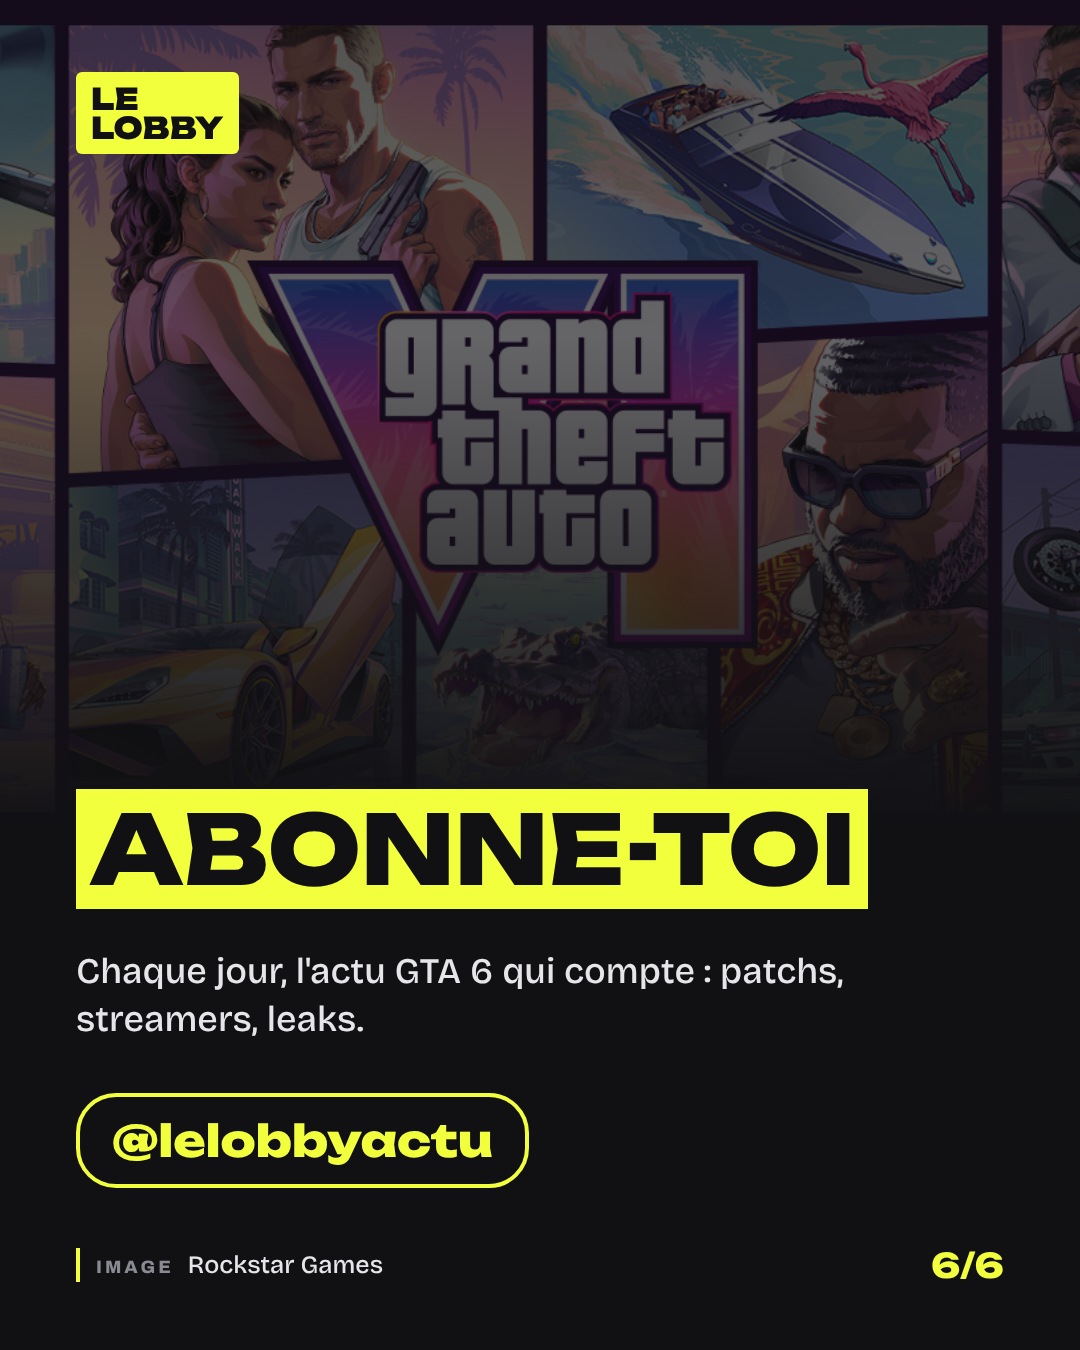 LE
LOBBY
grand
theft
auto
VI
ABONNE-TOI
Chaque jour, l'actu GTA 6 qui compte : patchs,
streamers, leaks.
@lelobbyactu
IMAGE Rockstar Games
6/6